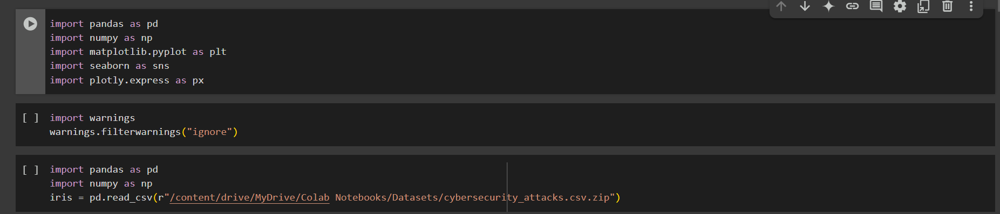 import pandas as pd
import numpy as np
import matplotlib.pyplot as plt
import seaborn as sns
import plotly.express as px
[ ] import warnings
warnings.filterwarnings("ignore")
[ ] import pandas as pd
import numpy as np
iris = pd.read_csv(r"/content/drive/MyDrive/Colab Notebooks/Datasets/cybersecurity_attacks.csv.zip")